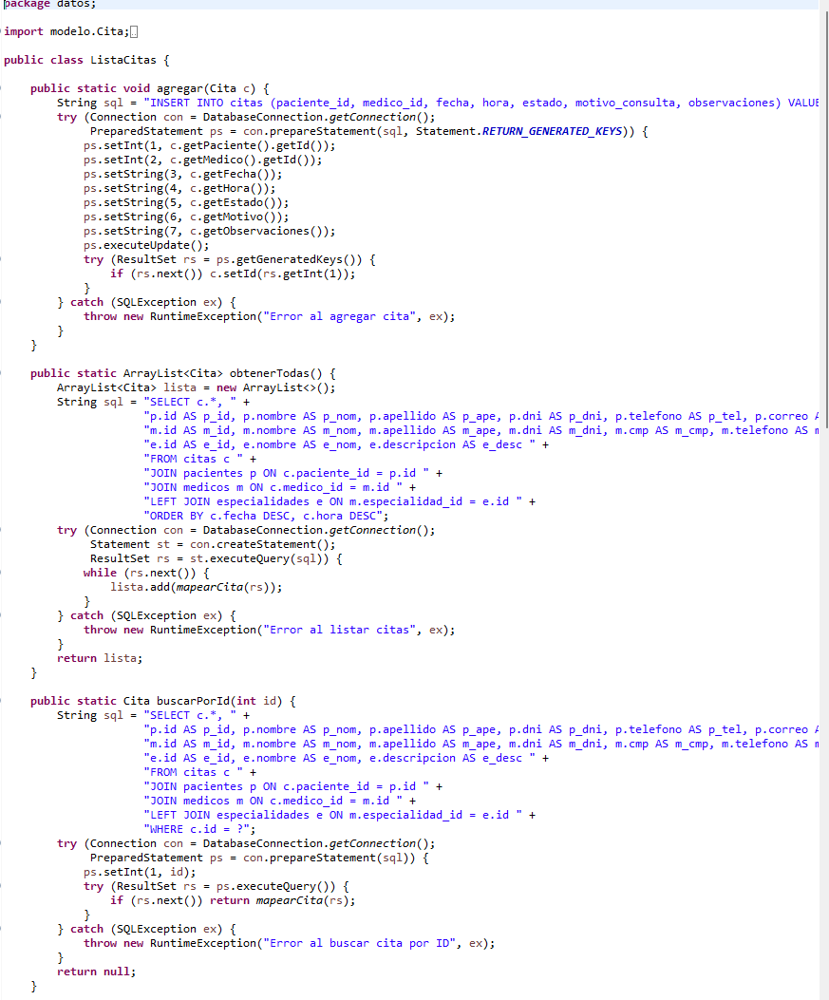 package datos;
import modelo.Cita;
public class ListaCitas {
public static void agregar(Cita c) {
String sql = "INSERT INTO citas (paciente_id, medico_id, fecha, hora, estado, motivo_consulta, observaciones) VALUE
try (Connection con = DatabaseConnection.getConnection();
PreparedStatement ps = con.prepareStatement(sql, Statement.RETURN_GENERATED_KEYS)) {
ps.setInt(1, c.getPaciente().getId());
ps.setInt(2, c.getMedico().getId());
ps.setString(3, c.getFecha());
ps.setString(4, c.getHora());
ps.setString(5, c.getEstado());
ps.setString(6, c.getMotivo());
ps.setString(7, c.getObservaciones());
ps.executeUpdate();
try (ResultSet rs = ps.getGeneratedKeys()) {
if (rs.next()) c.setId(rs.getInt(1));
}
} catch (SQLException ex) {
throw new RuntimeException("Error al agregar cita", ex);
}
}
public static ArrayList<Cita> obtenerTodas() {
ArrayList<Cita> lista = new ArrayList<>();
String sql = "SELECT c.*, " +
"p.id AS p_id, p.nombre AS p_nom, p.apellido AS p_ape, p.dni AS p_dni, p.telefono AS p_tel, p.correo A
"m.id AS m_id, m.nombre AS m_nom, m.apellido AS m_ape, m.dni AS m_dni, m.cmp AS m_cmp, m.telefono AS m
"e.id AS e_id, e.nombre AS e_nom, e.descripcion AS e_desc " +
"FROM citas c " +
"JOIN pacientes p ON c.paciente_id = p.id " +
"JOIN medicos m ON c.medico_id = m.id " +
"LEFT JOIN especialidades e ON m.especialidad_id = e.id " +
"ORDER BY c.fecha DESC, c.hora DESC";
try (Connection con = DatabaseConnection.getConnection();
Statement st = con.createStatement();
ResultSet rs = st.executeQuery(sql)) {
while (rs.next()) {
lista.add(mapearCita(rs));
}
} catch (SQLException ex) {
throw new RuntimeException("Error al listar citas", ex);
}
return lista;
}
public static Cita buscarPorId(int id) {
String sql = "SELECT c.*, " +
"p.id AS p_id, p.nombre AS p_nom, p.apellido AS p_ape, p.dni AS p_dni, p.telefono AS p_tel, p.correo A
"m.id AS m_id, m.nombre AS m_nom, m.apellido AS m_ape, m.dni AS m_dni, m.cmp AS m_cmp, m.telefono AS m
"e.id AS e_id, e.nombre AS e_nom, e.descripcion AS e_desc " +
"FROM citas c " +
"JOIN pacientes p ON c.paciente_id = p.id " +
"JOIN medicos m ON c.medico_id = m.id " +
"LEFT JOIN especialidades e ON m.especialidad_id = e.id " +
"WHERE c.id = ?";
try (Connection con = DatabaseConnection.getConnection();
PreparedStatement ps = con.prepareStatement(sql)) {
ps.setInt(1, id);
try (ResultSet rs = ps.executeQuery()) {
if (rs.next()) return mapearCita(rs);
}
} catch (SQLException ex) {
throw new RuntimeException("Error al buscar cita por ID", ex);
}
return null;
}